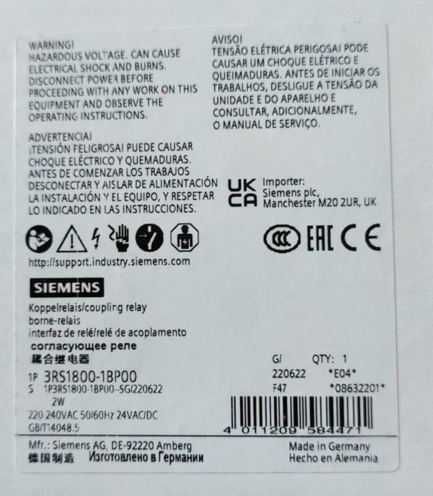 WARNING!
HAZARDOUS VOLTAGE. CAN CAUSE
ELECTRICAL SHOCK AND BURNS.
DISCONNECT POWER BEFORE
PROCEEDING WITH ANY WORK ON THIS
EQUIPMENT AND OBSERVE THE
OPERATING INSTRUCTIONS.
ADVERTENCIA!
¡TENSIÓN FELIGROSA! PUEDE CAUSAR
CHOQUE ELÉCTRICO Y QUEMADURAS.
ANTES DE COMENZAR LOS TRABAJOS
DESCONECTAR Y AISLAR DE ALIMENTACIÓN
LA INSTALACIÓN Y EL EQUIPO, Y RESPETAR
LO INDICADO EN LAS INSTRUCCIONES.
AVISO!
TENSÃO ELÉTRICA PERIGOSA! PODE
CAUSAR UM CHOQUE ELÉTRICO E
QUEIMADURAS. ANTES DE INICIAR OS
TRABALHOS, DESLIGUE A TENSÃO DA
UNIDADE E DO APARELHO E
CONSULTAR, ADICIONALMENTE,
O MANUAL DE SERVIÇO.
UK
CA
Importer:
Siemens plc,
Manchester M20 2UR, UK
CCC EAC CE
http://support.industry.siemens.com
SIEMENS
Koppelrelais/coupling relay
borne-relais
interfaz de relé/relé de acoplamento
согласующее реле
耦合继电器
1P 3RS1800-1BP00
S 1P3RS1800-1BP00--SG/220622
2W
220-240VAC 50/60Hz 24VAC/DC
GB/T14048.5
G/ QTY: 1
220622 *E04*
F47 *08632201*
4 011209 584471
Mfr.: Siemens AG, DE-92220 Amberg
德国制造 Изготовлено в Германии
Made in Germany
Hecho en Alemania